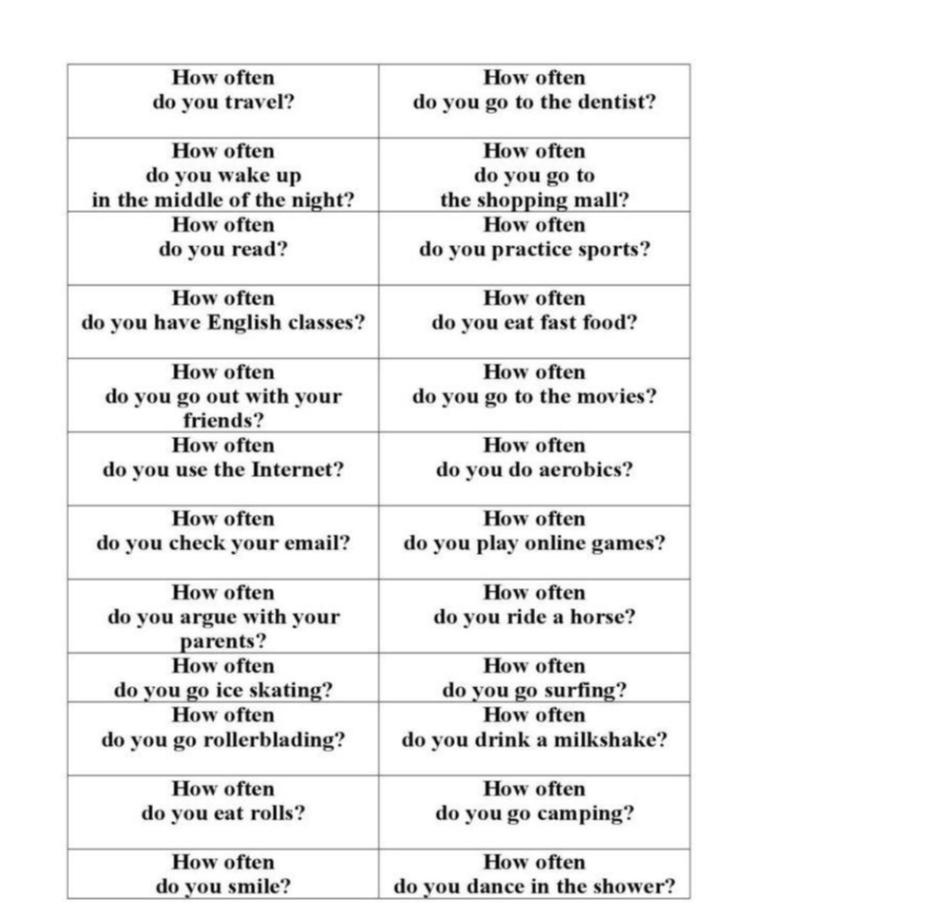 How often
do you travel?
How often
do you go to the dentist?
How often
do you wake up
in the middle of the night?
How often
do you go to
the shopping mall?
How often
do you read?
How often
do you practice sports?
How often
do you have English classes?
How often
do you eat fast food?
How often
do you go out with your
friends?
How often
do you go to the movies?
How often
do you use the Internet?
How often
do you do aerobics?
How often
do you check your email?
How often
do you play online games?
How often
do you argue with your
parents?
How often
do you ride a horse?
How often
do you go ice skating?
How often
do you go surfing?
How often
do you go rollerblading?
How often
do you drink a milkshake?
How often
do you eat rolls?
How often
do you go camping?
How often
do you smile?
How often
do you dance in the shower?